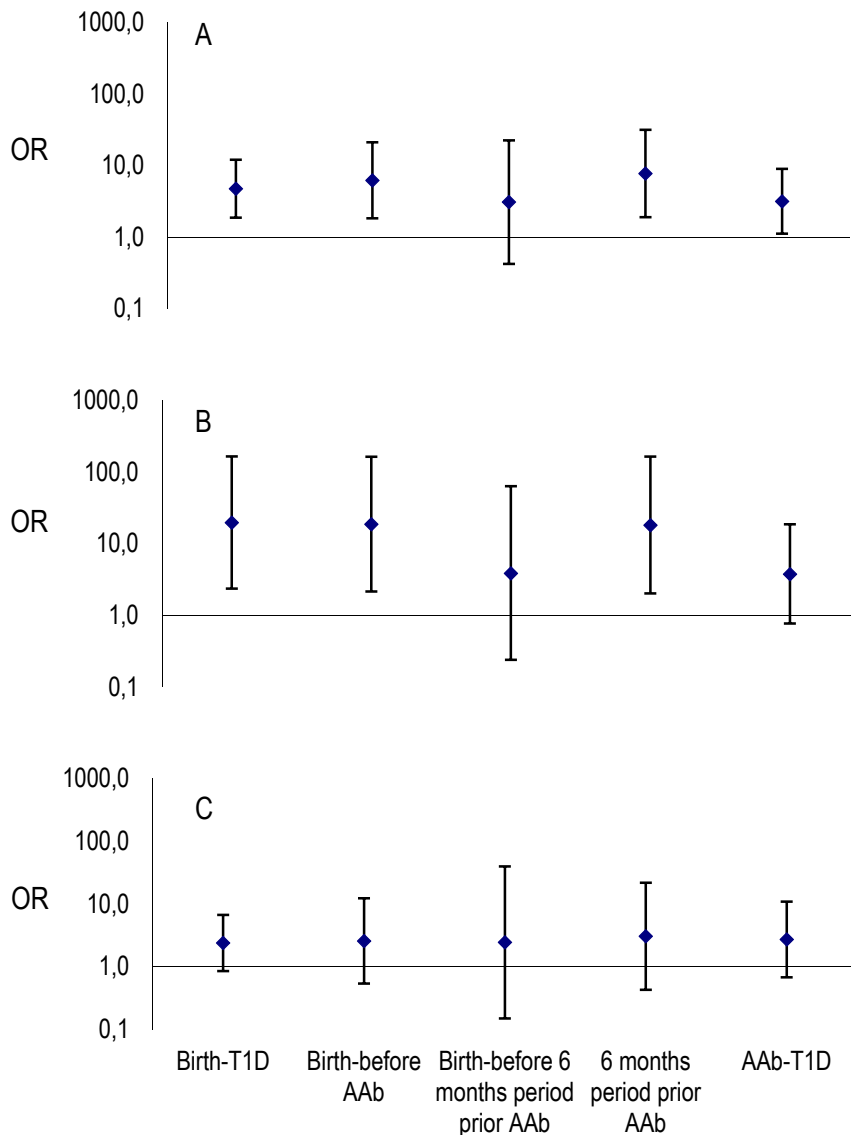 A
1000,0
100,0
OR
10,0
1,0
0,1
B
1000,0
100,0
OR
10,0
1,0
0,1
C
1000,0
100,0
OR
10,0
1,0
0,1
Birth-T1D
Birth-before
AAb
Birth-before 6
months period
prior AAb
6 months
period prior
AAb
AAb-T1D